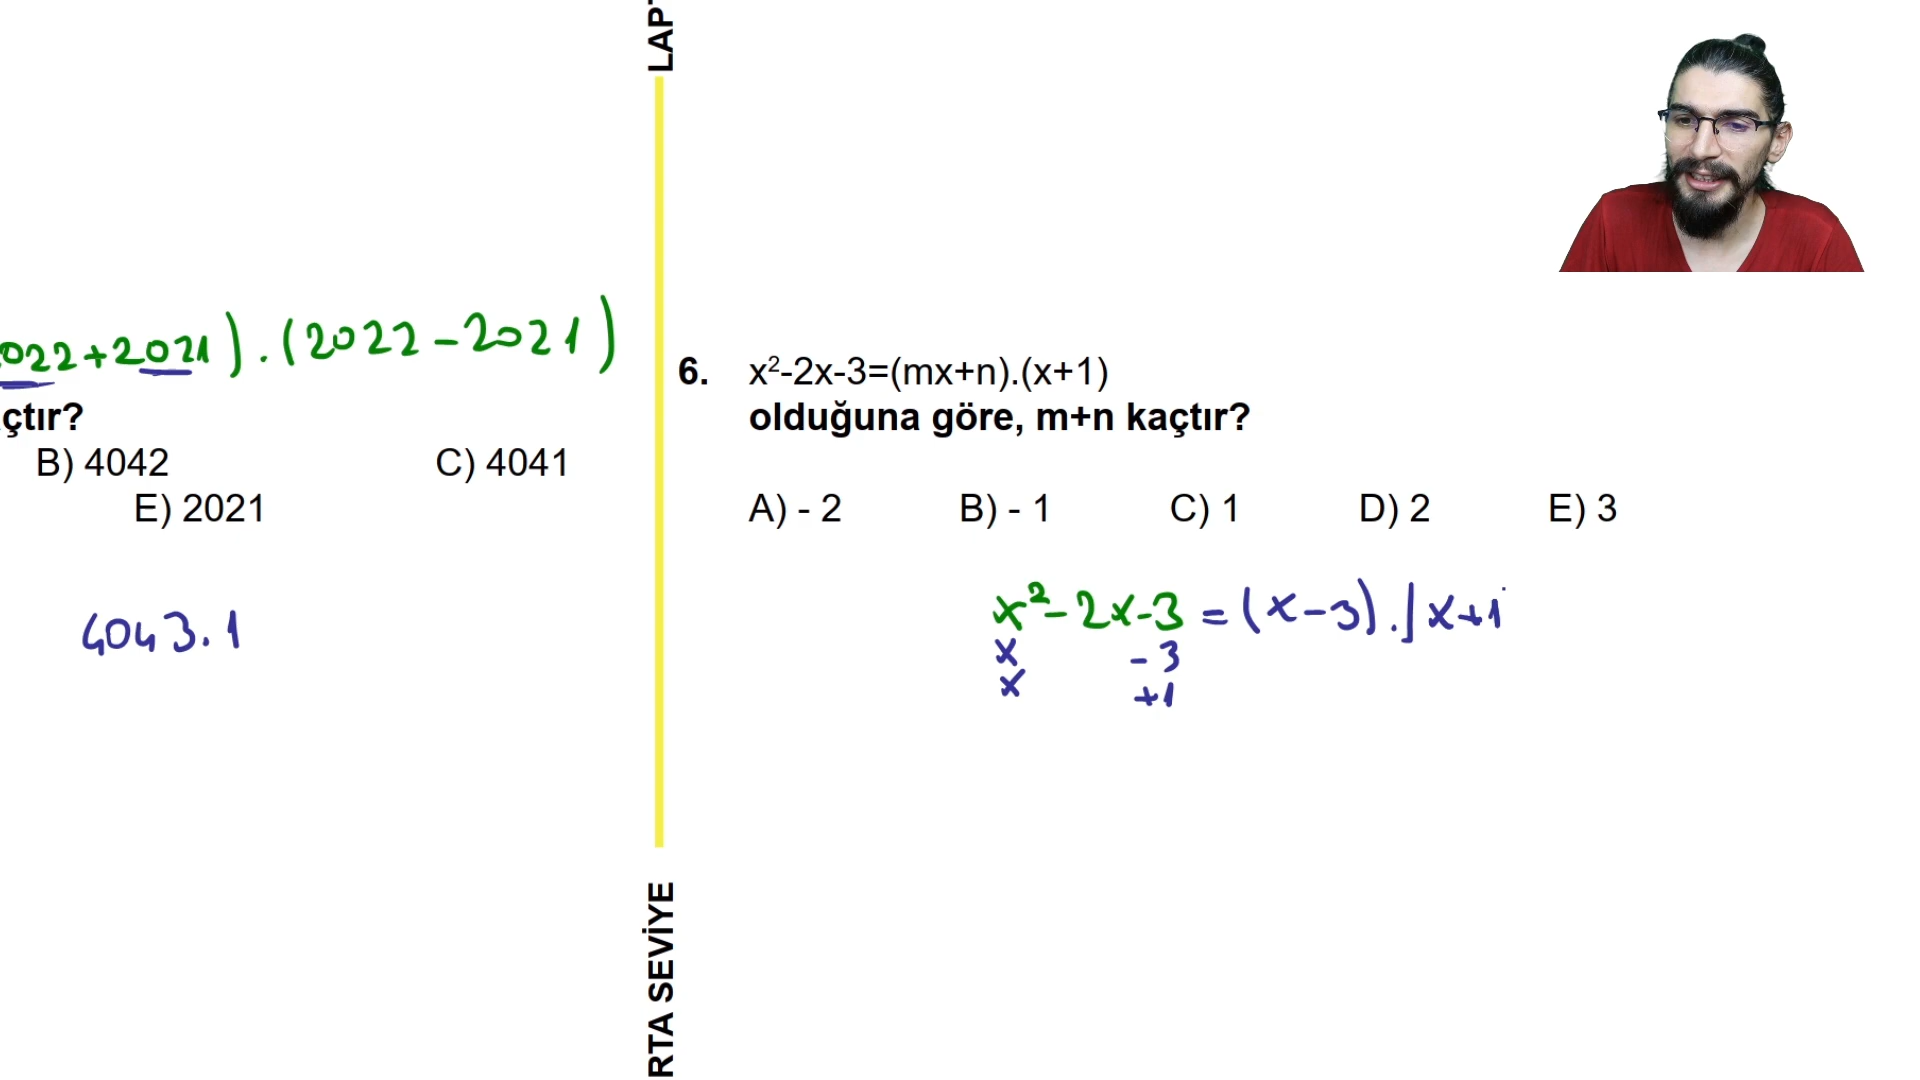 LAP
022+2021).(2022-2021)
çtır?
B) 4042 C) 4041
E) 2021
4043.1
RTA SEVİYE
6. x²-2x-3=(mx+n).(x+1)
olduğuna göre, m+n kaçtır?
A) - 2 B) - 1 C) 1 D) 2 E) 3
x²-2x-3=(x-3).(x+1
x -3
x +1